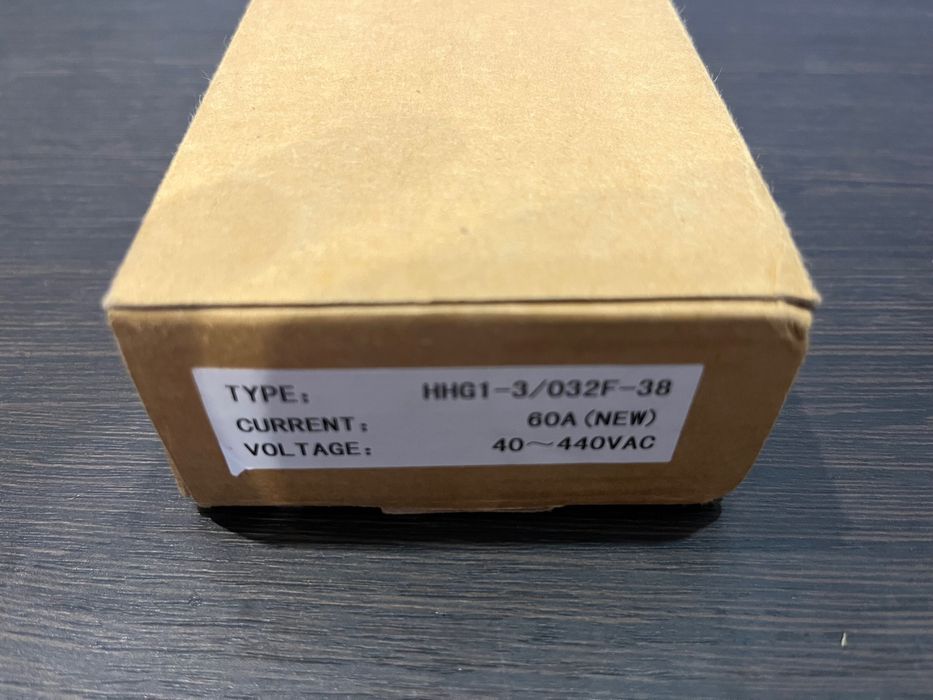 TYPE: HHG1-3/032F-38
CURRENT: 60A(NEW)
VOLTAGE: 40～440VAC